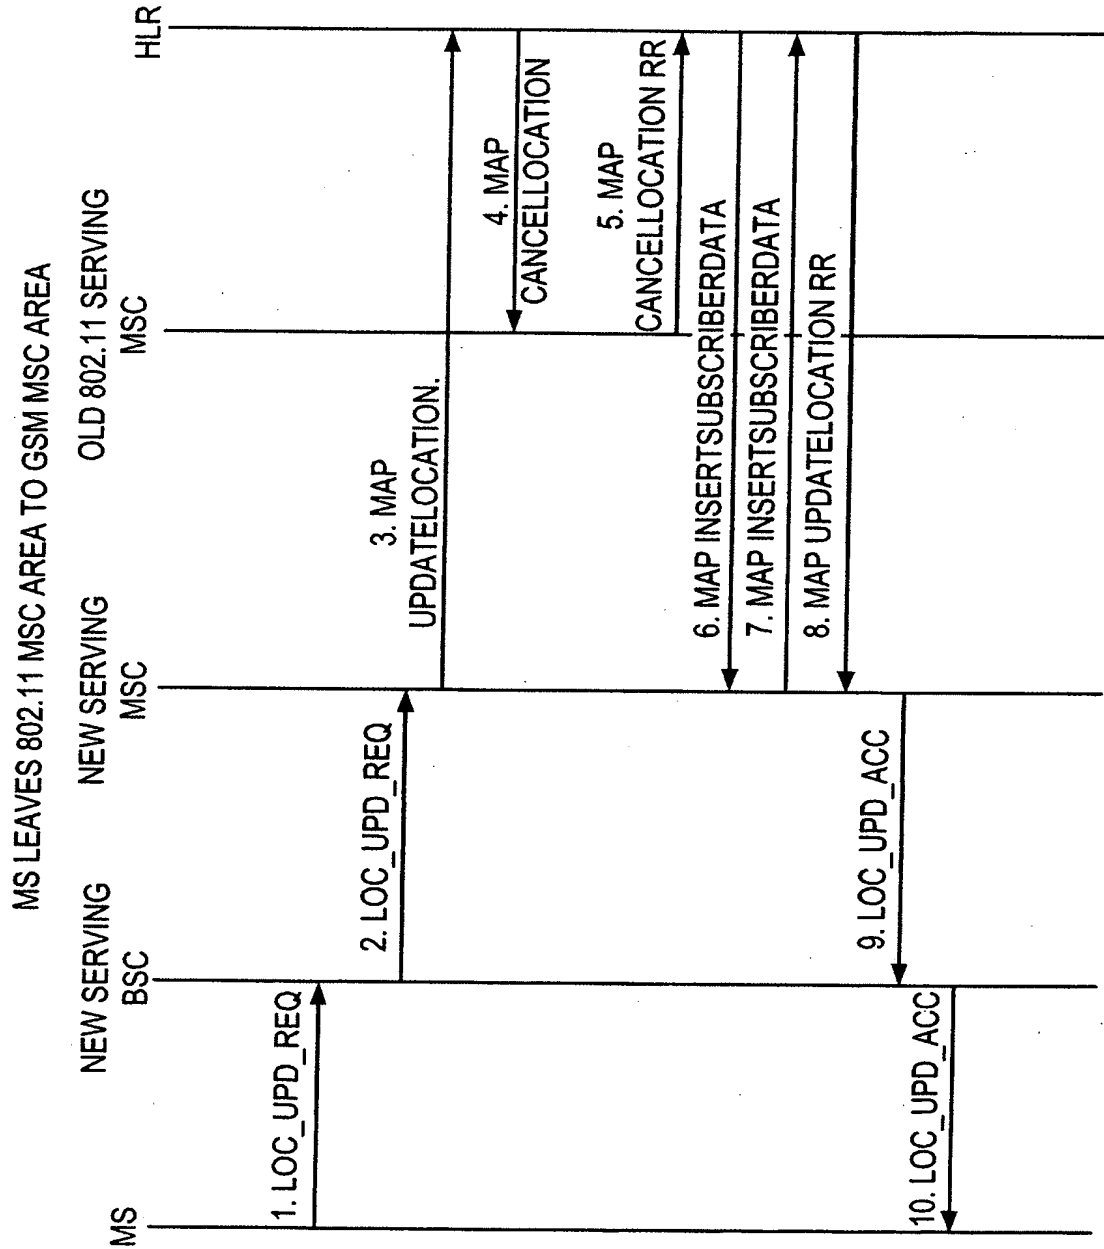 MS LEAVES 802.11 MSC AREA TO GSM MSC AREA
MS
NEW SERVING
BSC
NEW SERVING
MSC
OLD 802.11 SERVING
MSC
HLR
1. LOC_UPD_REQ
2. LOC_UPD_REQ
3. MAP
UPDATELOCATION.
4. MAP
CANCELLOCATION
5. MAP
CANCELLOCATION RR
6. MAP INSERTSUBSCRIBERDATA
7. MAP INSERTSUBSCRIBERDATA
8. MAP UPDATELOCATION RR
9. LOC_UPD_ACC
10. LOC_UPD_ACC